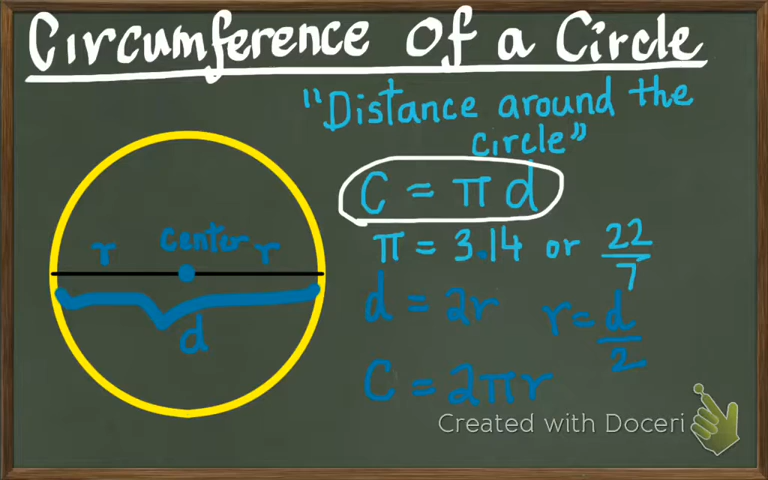 Circumference Of a Circle
"Distance around the
circle"
C = π d
π = 3.14 or 22/7
d = 2r r = d/2
C = 2πr
r center r
d
Created with Doceri